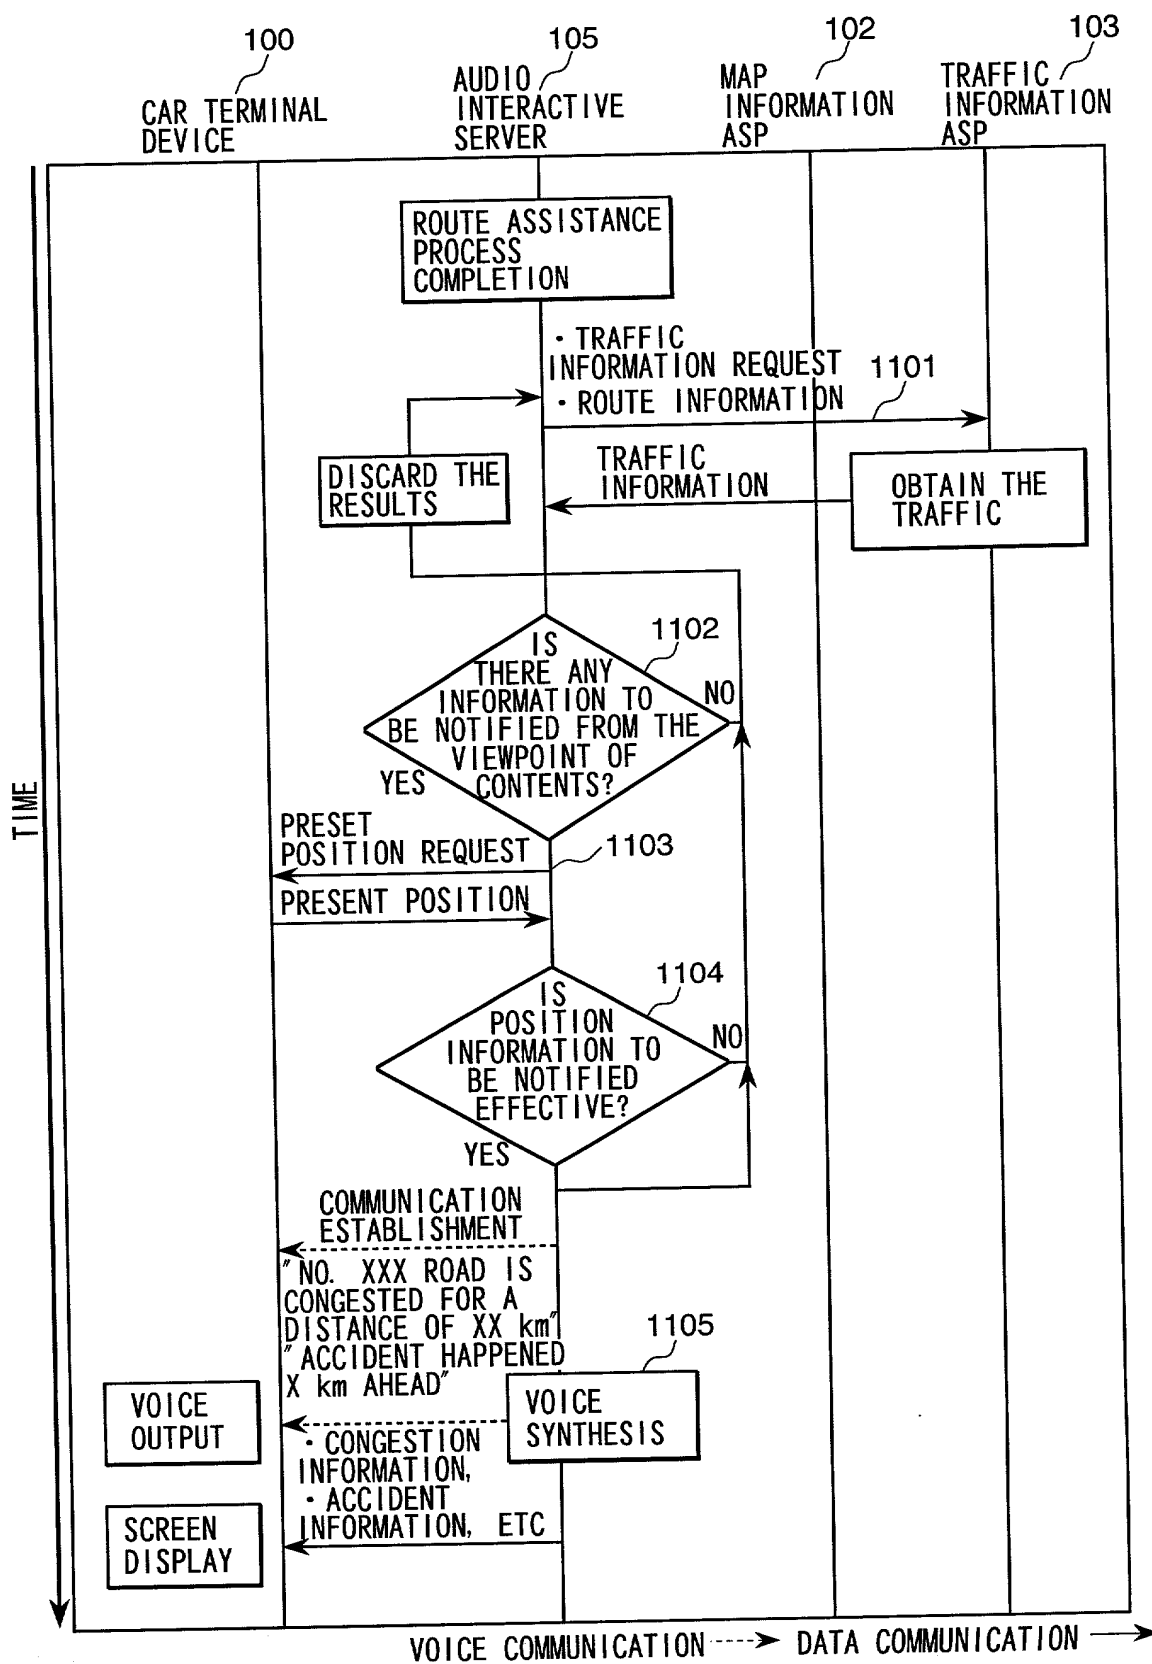 100
105
102
103
CAR TERMINAL
DEVICE
AUDIO
INTERACTIVE
SERVER
MAP
INFORMATION
ASP
TRAFFIC
INFORMATION
ASP
ROUTE ASSISTANCE
PROCESS
COMPLETION
· TRAFFIC
INFORMATION REQUEST
· ROUTE INFORMATION
1101
DISCARD THE
RESULTS
TRAFFIC
INFORMATION
OBTAIN THE
TRAFFIC
1102
IS
THERE ANY
INFORMATION TO
BE NOTIFIED FROM THE
VIEWPOINT OF
CONTENTS?
NO
YES
TIME
PRESET
POSITION REQUEST
1103
PRESENT POSITION
1104
IS
POSITION
INFORMATION TO
BE NOTIFIED
EFFECTIVE?
NO
YES
COMMUNICATION
ESTABLISHMENT
"NO. XXX ROAD IS
CONGESTED FOR A
DISTANCE OF XX km"
"ACCIDENT HAPPENED
X km AHEAD"
1105
VOICE
OUTPUT
VOICE
SYNTHESIS
· CONGESTION
INFORMATION,
· ACCIDENT
INFORMATION, ETC
SCREEN
DISPLAY
VOICE COMMUNICATION
DATA COMMUNICATION